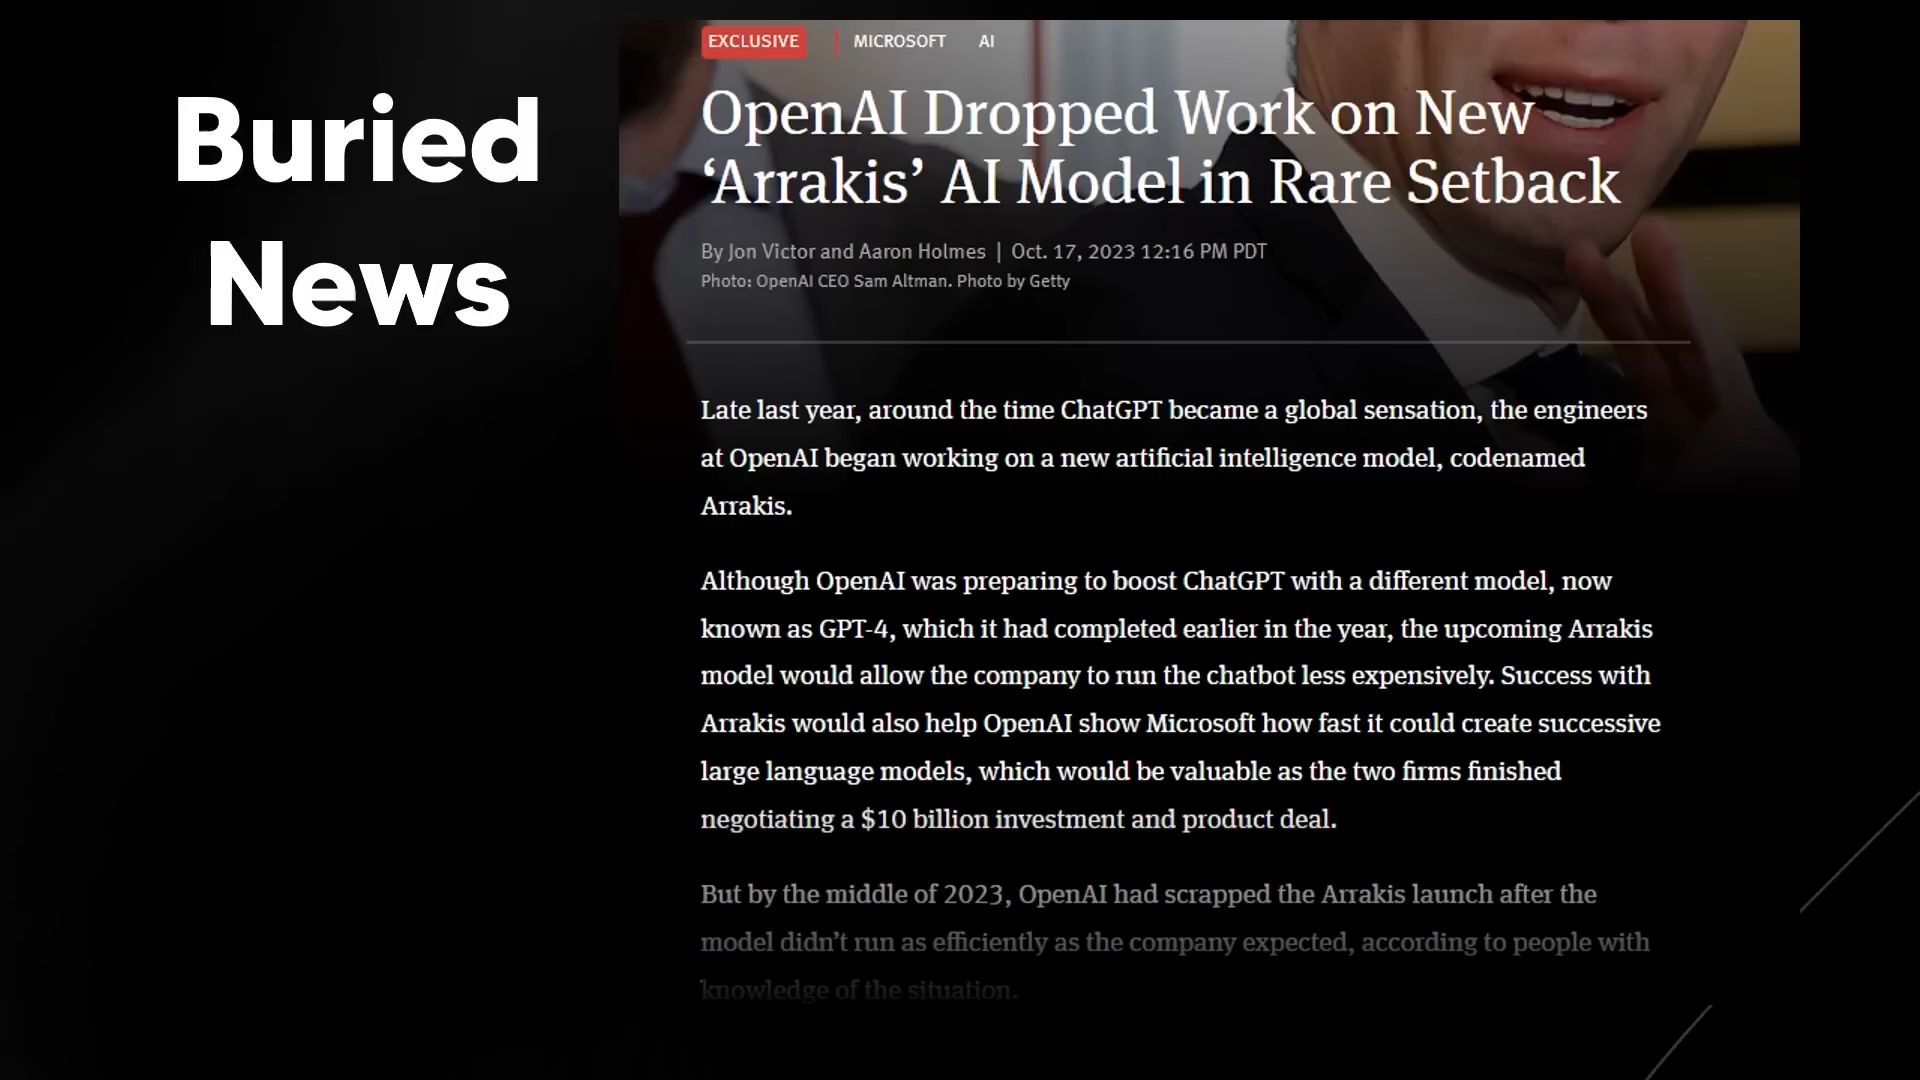 Buried
News
EXCLUSIVE | MICROSOFT AI
OpenAI Dropped Work on New
‘Arrakis’ AI Model in Rare Setback
By Jon Victor and Aaron Holmes | Oct. 17, 2023 12:16 PM PDT
Photo: OpenAI CEO Sam Altman. Photo by Getty
Late last year, around the time ChatGPT became a global sensation, the engineers
at OpenAI began working on a new artificial intelligence model, codenamed
Arrakis.
Although OpenAI was preparing to boost ChatGPT with a different model, now
known as GPT-4, which it had completed earlier in the year, the upcoming Arrakis
model would allow the company to run the chatbot less expensively. Success with
Arrakis would also help OpenAI show Microsoft how fast it could create successive
large language models, which would be valuable as the two firms finished
negotiating a $10 billion investment and product deal.
But by the middle of 2023, OpenAI had scrapped the Arrakis launch after the
model didn’t run as efficiently as the company expected, according to people with
knowledge of the situation.